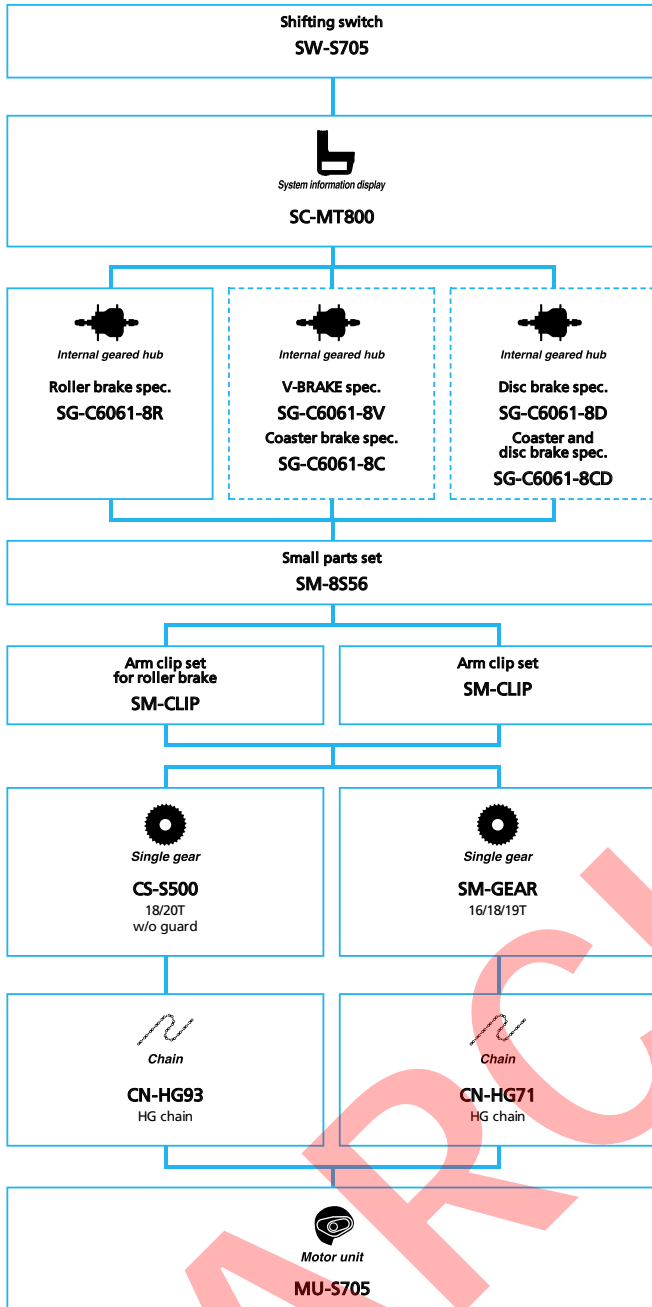 Shifting switch
SW-S705
System information display
SC-MT800
Internal geared hub
Roller brake spec.
SG-C6061-8R
Internal geared hub
V-BRAKE spec.
SG-C6061-8V
Coaster brake spec.
SG-C6061-8C
Internal geared hub
Disc brake spec.
SG-C6061-8D
Coaster and
disc brake spec.
SG-C6061-8CD
Small parts set
SM-8S56
Arm clip set
for roller brake
SM-CLIP
Arm clip set
SM-CLIP
Single gear
CS-S500
18/20T
w/o guard
Single gear
SM-GEAR
16/18/19T
Chain
CN-HG93
HG chain
Chain
CN-HG71
HG chain
Motor unit
MU-S705